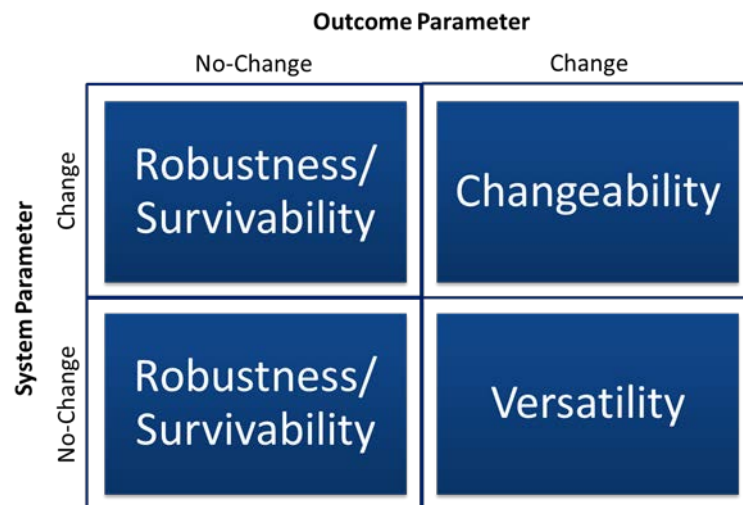 Outcome Parameter
No-Change
Change
System Parameter
Change
Robustness/
Survivability
Changeability
No-Change
Robustness/
Survivability
Versatility